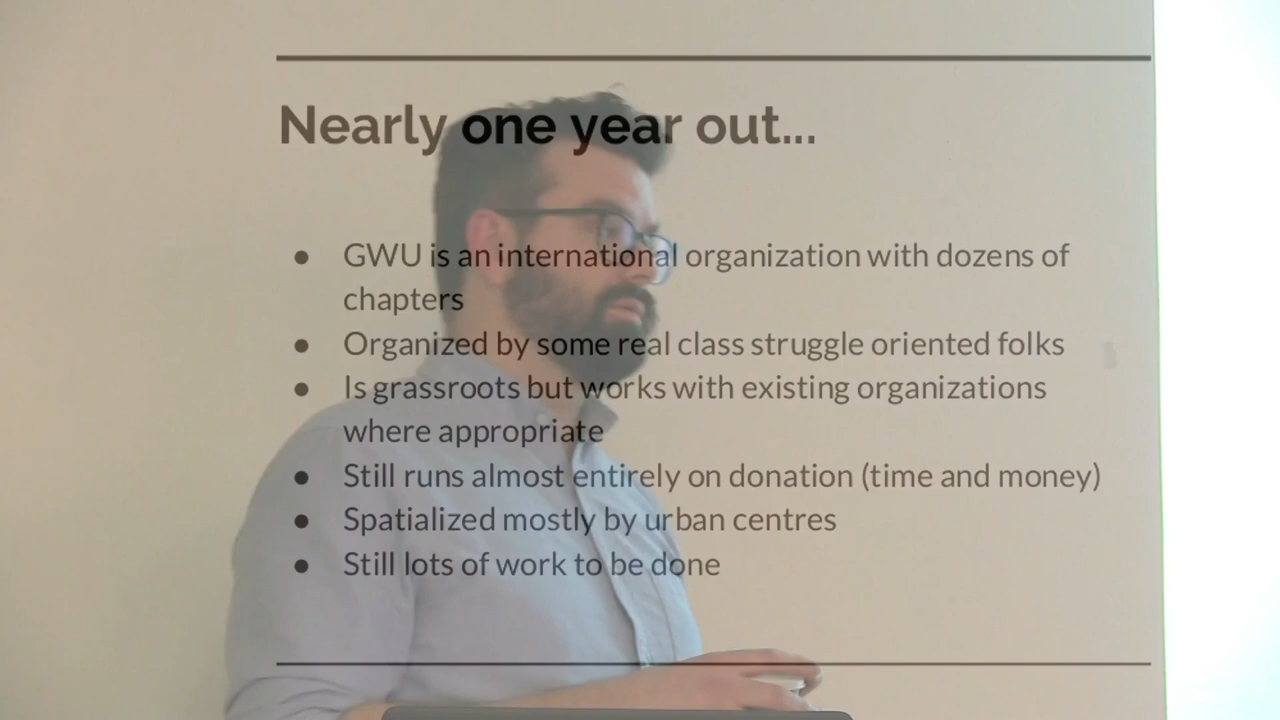 Nearly one year out...
● GWU is an international organization with dozens of
chapters
● Organized by some real class struggle oriented folks
● Is grassroots but works with existing organizations
where appropriate
● Still runs almost entirely on donation (time and money)
● Spatialized mostly by urban centres
● Still lots of work to be done